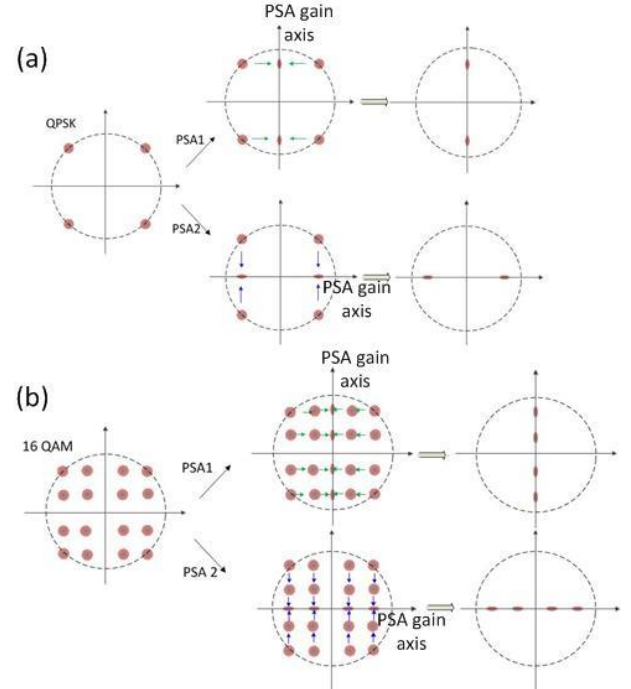 PSA gain
axis
(a)
QPSK
PSA1
PSA2
PSA gain
axis
PSA gain
axis
(b)
16 QAM
PSA1
PSA 2
PSA gain
axis